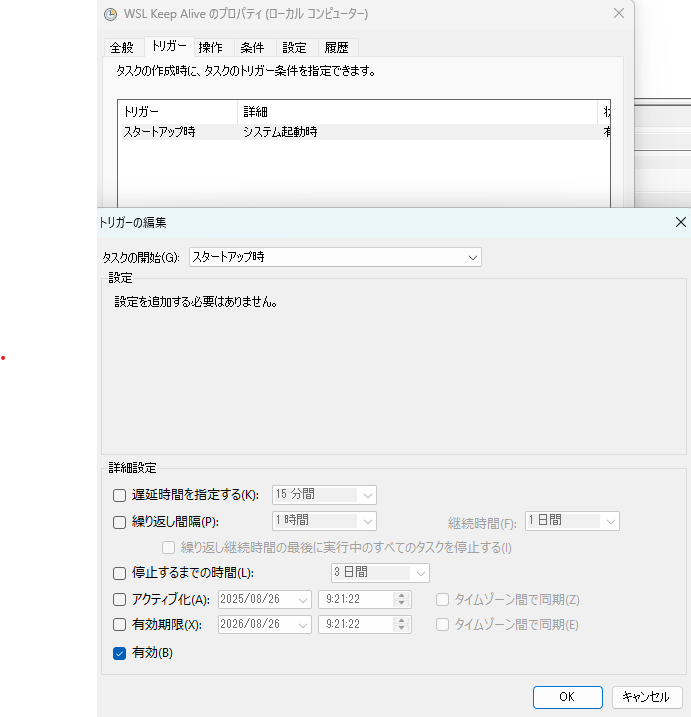 WSL Keep Alive のプロパティ (ローカル コンピューター)
全般 トリガー 操作 条件 設定 履歴
タスクの作成時に、タスクのトリガー条件を指定できます。
トリガー 詳細
スタートアップ時 システム起動時
トリガーの編集
タスクの開始(G): スタートアップ時
設定
設定を追加する必要はありません。
詳細設定
遅延時間を指定する(K): 15 分間
繰り返し間隔(P): 1 時間 継続時間(F): 1 日間
繰り返し継続時間の最後に実行中のすべてのタスクを停止する(I)
停止するまでの時間(L): 3 日間
アクティブ化(A): 2025/08/26 9:21:22 タイムゾーン間で同期(Z)
有効期限(X): 2026/08/26 9:21:22 タイムゾーン間で同期(E)
有効(B)
OK キャンセル